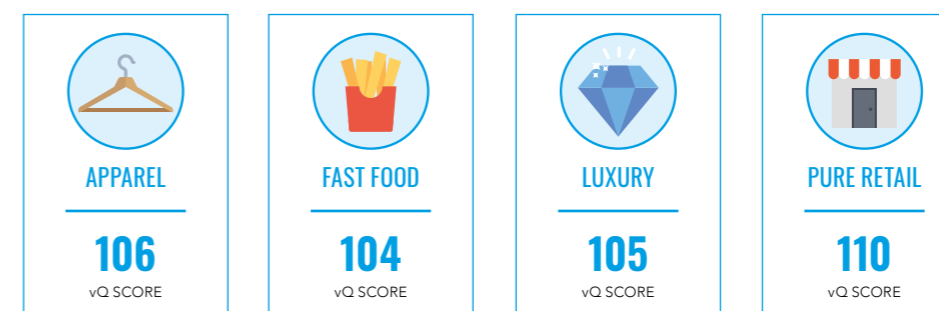 APPAREL
106
vQ SCORE
FAST FOOD
104
vQ SCORE
LUXURY
105
vQ SCORE
PURE RETAIL
110
vQ SCORE